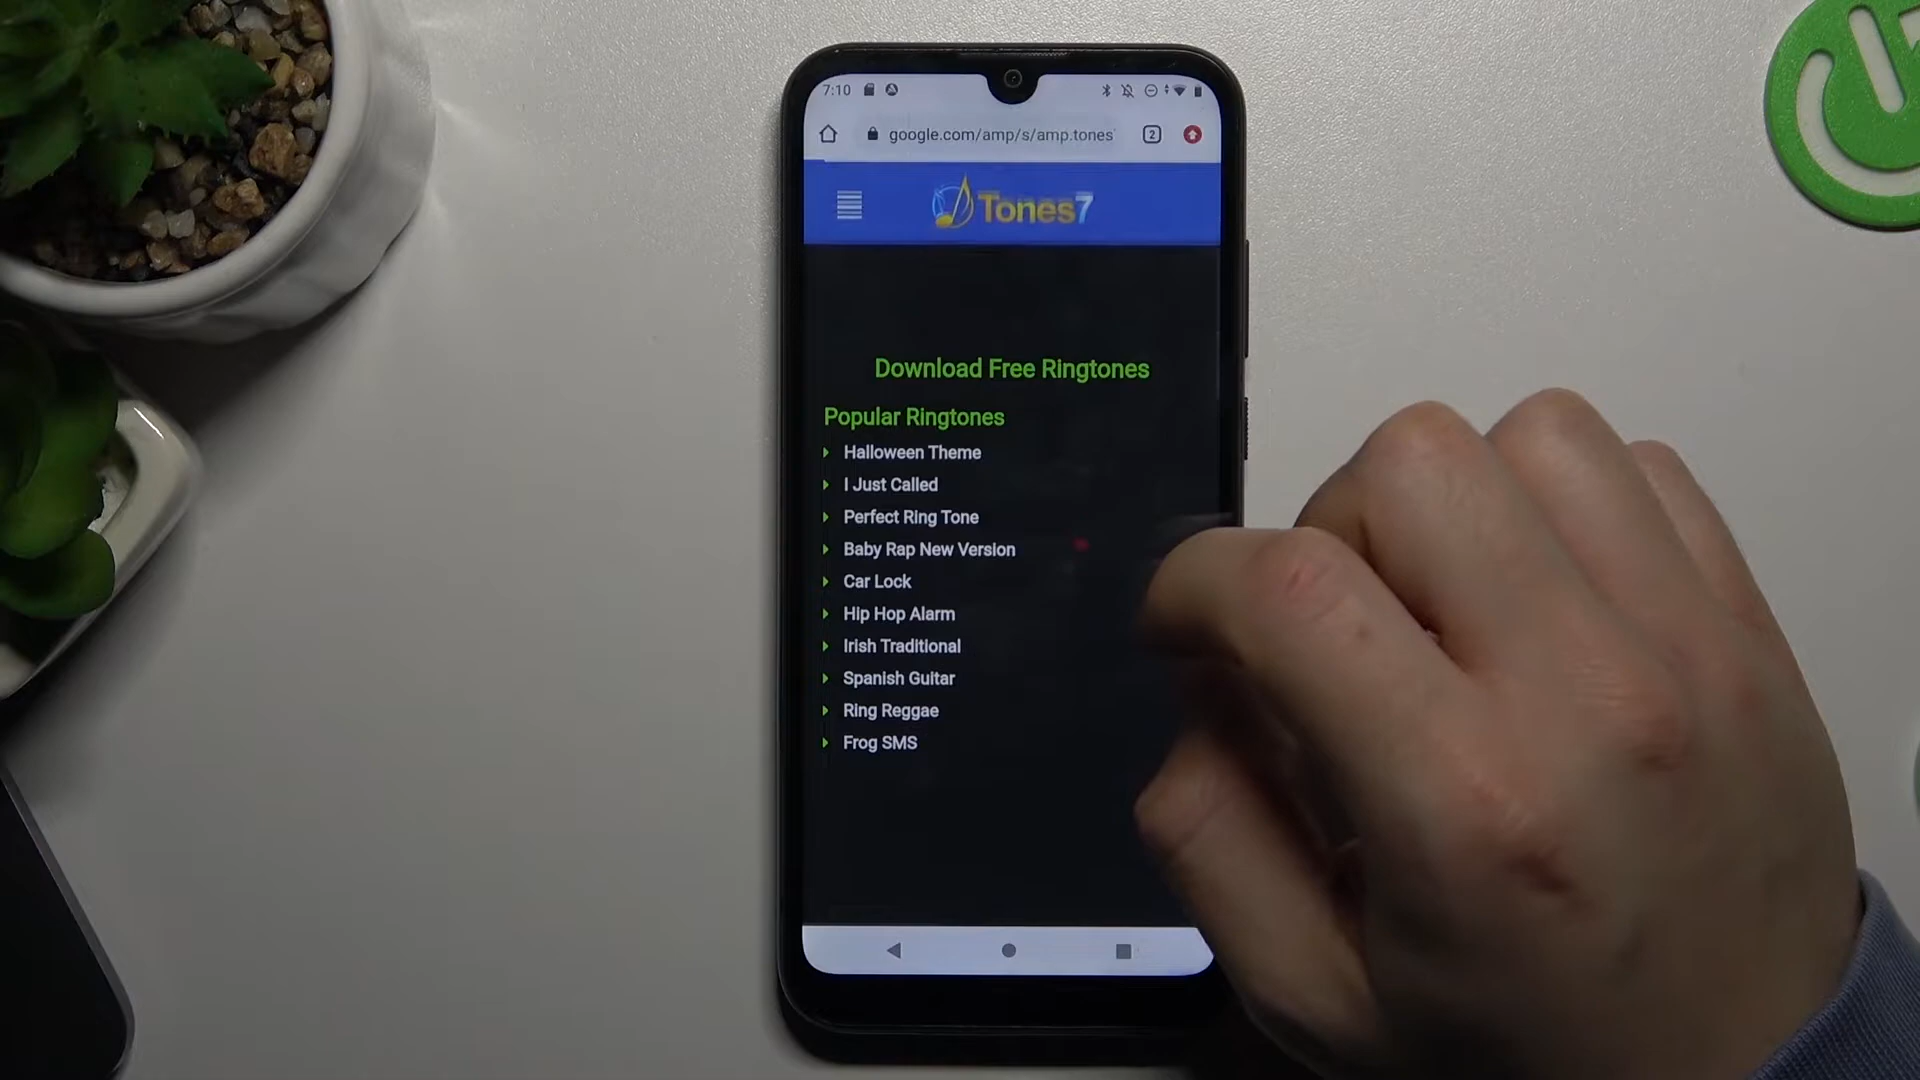 7:10
google.com/amp/s/amp.tones
2
Tones7
Download Free Ringtones
Popular Ringtones
Halloween Theme
I Just Called
Perfect Ring Tone
Baby Rap New Version
Car Lock
Hip Hop Alarm
Irish Traditional
Spanish Guitar
Ring Reggae
Frog SMS